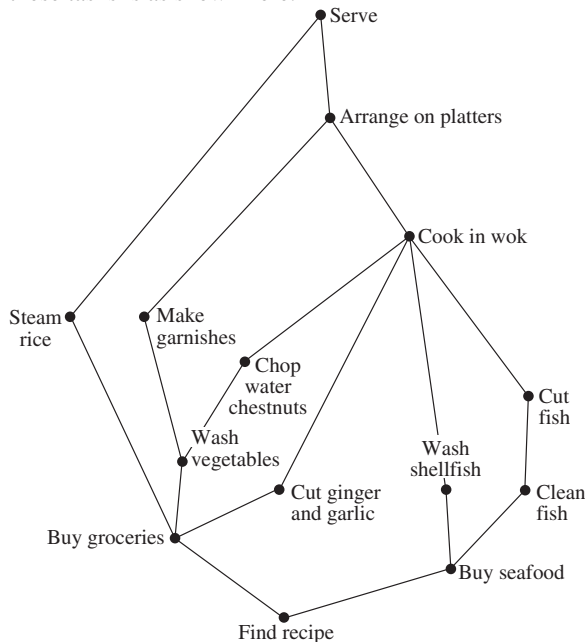 Serve
Arrange on platters
Cook in wok
Steam
rice
Make
garnishes
Chop
water
chestnuts
Cut
fish
Wash
vegetables
Wash
shellfish
Cut ginger
and garlic
Clean
fish
Buy groceries
Buy seafood
Find recipe